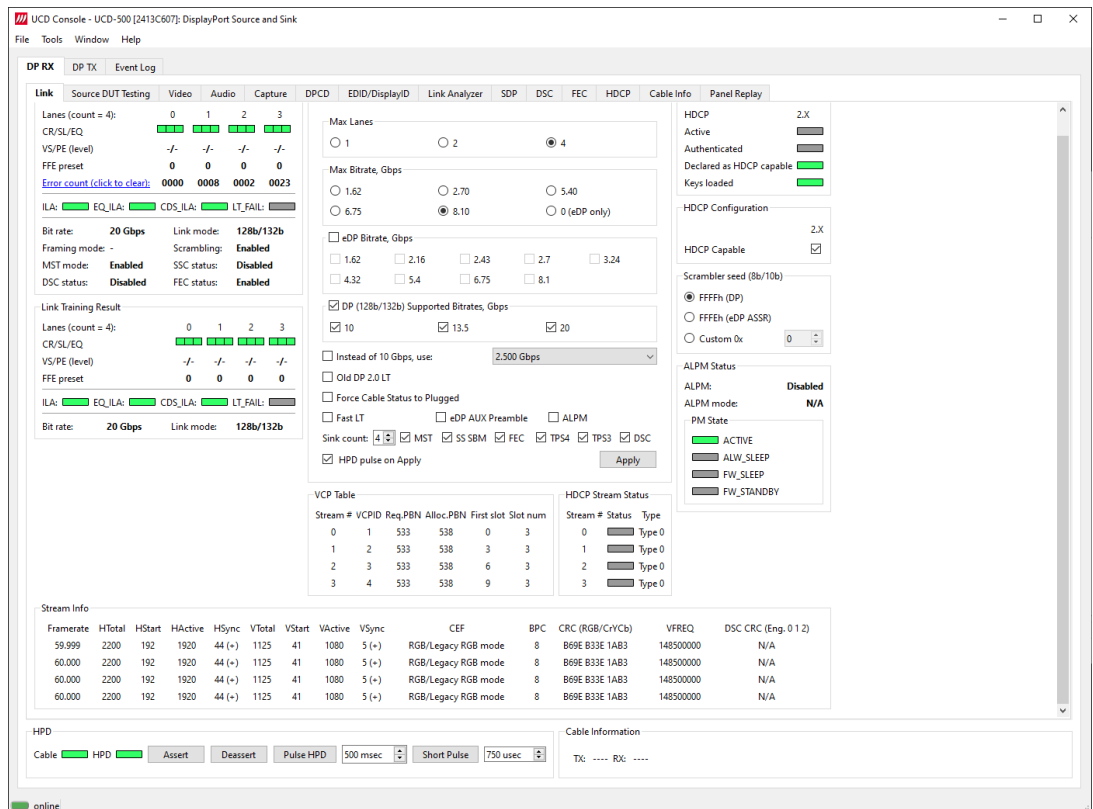 UCD Console - UCD-500 [2413C607]: DisplayPort Source and Sink
File Tools Window Help
DP RX DP TX Event Log
Link Source DUT Testing Video Audio Capture DPCD EDID/DisplayID Link Analyzer SDP DSC FEC HDCP Cable Info Panel Replay
Lanes (count = 4): 0 1 2 3
CR/SL/EQ
VS/PE (level) -/- -/- -/- -/-
FFE preset 0 0 0 0
Error count (click to clear): 0000 0008 0002 0023
ILA: EQ_ILA: CDS_ILA: LT_FAIL:
Bit rate: 20 Gbps Link mode: 128b/132b
Framing mode: - Scrambling: Enabled
MST mode: Enabled SSC status: Disabled
DSC status: Disabled FEC status: Enabled
Link Training Result
Lanes (count = 4): 0 1 2 3
CR/SL/EQ
VS/PE (level) -/- -/- -/- -/-
FFE preset 0 0 0 0
ILA: EQ_ILA: CDS_ILA: LT_FAIL:
Bit rate: 20 Gbps Link mode: 128b/132b
Max Lanes
1 2 4
Max Bitrate, Gbps
1.62 2.70 5.40
6.75 8.10 0 (eDP only)
eDP Bitrate, Gbps
1.62 2.16 2.43 2.7 3.24
4.32 5.4 6.75 8.1
DP (128b/132b) Supported Bitrates, Gbps
10 13.5 20
Instead of 10 Gbps, use: 2.500 Gbps
Old DP 2.0 LT
Force Cable Status to Plugged
Fast LT eDP AUX Preamble ALPM
Sink count: 4 MST SS SBM FEC TPS4 TPS3 DSC
HPD pulse on Apply Apply
HDCP 2.X
Active
Authenticated
Declared as HDCP capable
Keys loaded
HDCP Configuration
2.X
HDCP Capable
Scrambler seed (8b/10b)
FFFFh (DP)
FFFEh (eDP ASSR)
Custom 0x 0
ALPM Status
ALPM: Disabled
ALPM mode: N/A
PM State
ACTIVE
ALW_SLEEP
FW_SLEEP
FW_STANDBY
VCP Table
Stream # VCPID Req.PBN Alloc.PBN First slot Slot num
0 1 533 538 0 3
1 2 533 538 3 3
2 3 533 538 6 3
3 4 533 538 9 3
HDCP Stream Status
Stream # Status Type
0 Type 0
1 Type 0
2 Type 0
3 Type 0
Stream Info
Framerate HTotal HStart HActive HSync VTotal VStart VActive VSync CEF BPC CRC (RGB/CrYCb) VFREQ DSC CRC (Eng. 0 1 2)
59.999 2200 192 1920 44 (+) 1125 41 1080 5 (+) RGB/Legacy RGB mode 8 B69E B33E 1AB3 148500000 N/A
60.000 2200 192 1920 44 (+) 1125 41 1080 5 (+) RGB/Legacy RGB mode 8 B69E B33E 1AB3 148500000 N/A
60.000 2200 192 1920 44 (+) 1125 41 1080 5 (+) RGB/Legacy RGB mode 8 B69E B33E 1AB3 148500000 N/A
60.000 2200 192 1920 44 (+) 1125 41 1080 5 (+) RGB/Legacy RGB mode 8 B69E B33E 1AB3 148500000 N/A
HPD
Cable HPD Assert Deassert Pulse HPD 500 msec Short Pulse 750 usec
Cable Information
TX: ---- RX: ----
online